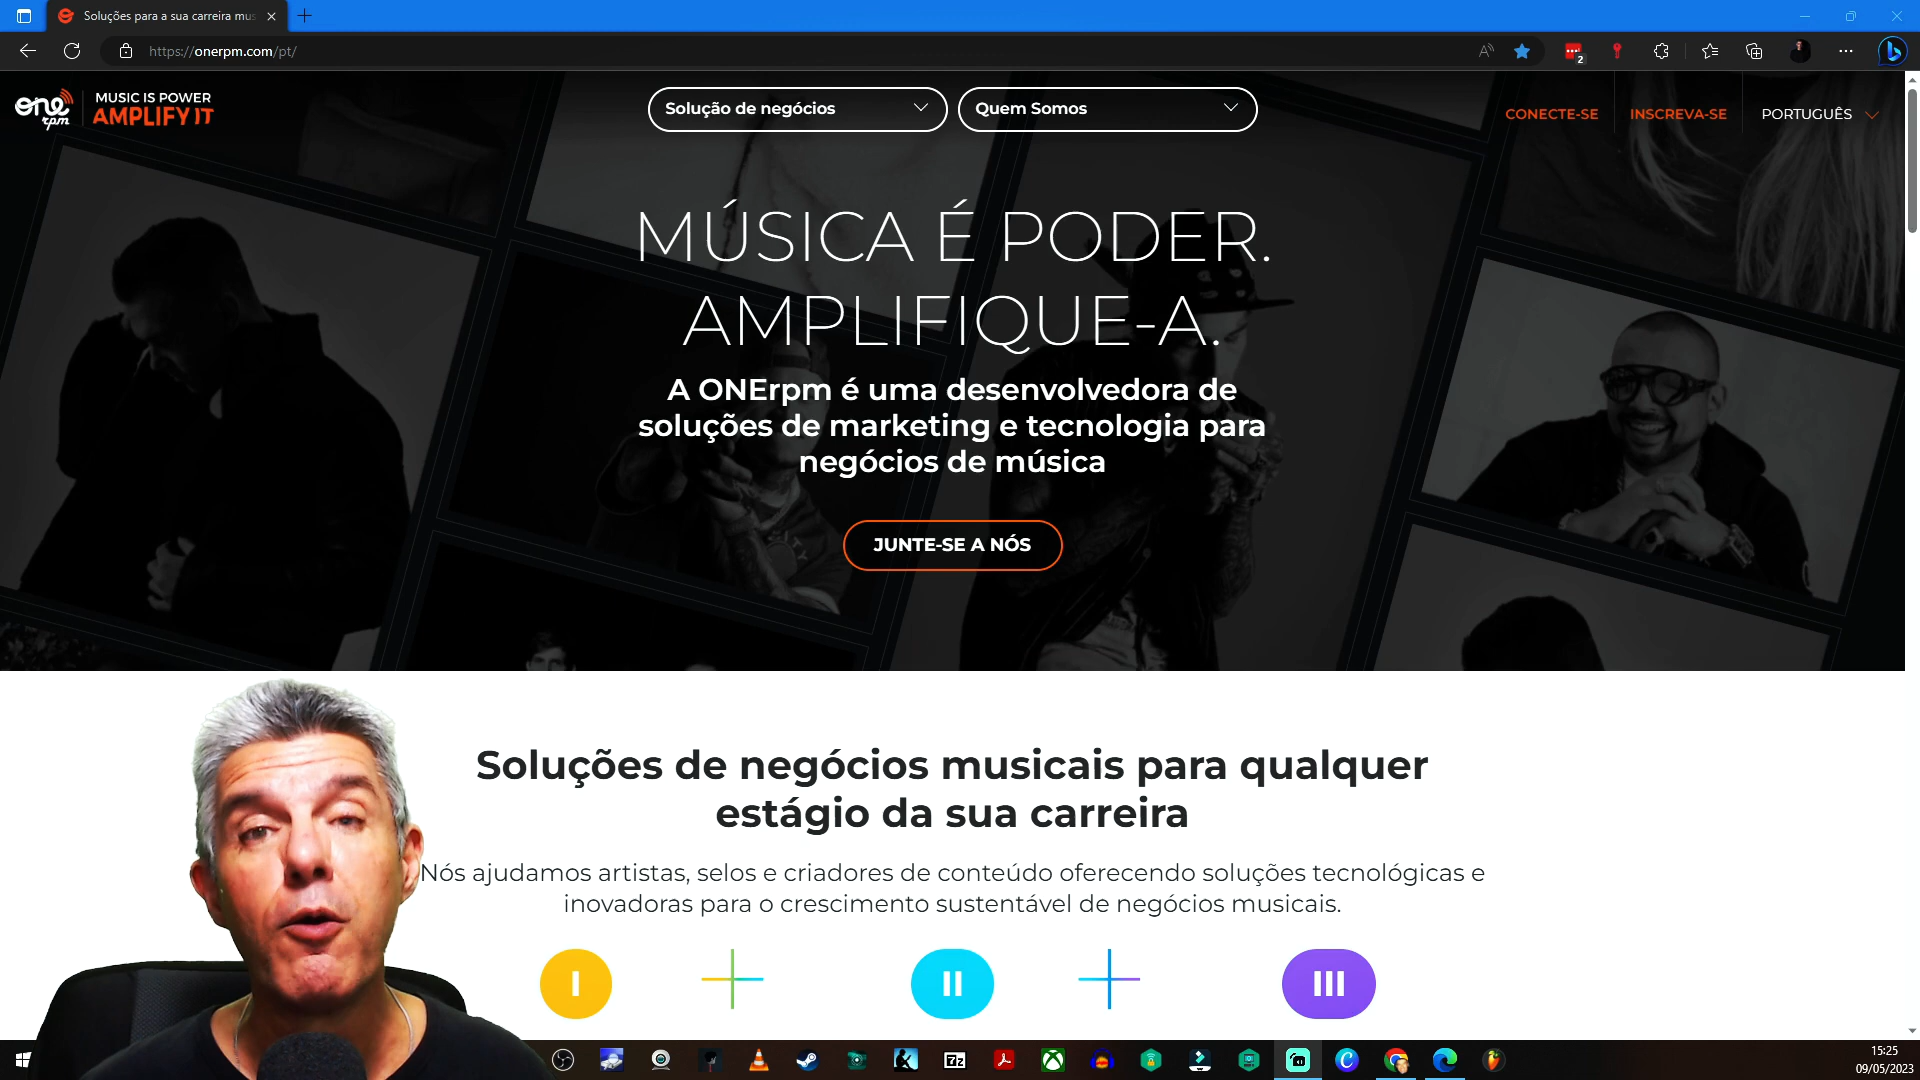 Soluções para a sua carreira mus
https://onerpm.com/pt/
2
one
rpm
MUSIC IS POWER
AMPLIFY IT
Solução de negócios
Quem Somos
CONECTE-SE
INSCREVA-SE
PORTUGUÊS
MÚSICA É PODER.
AMPLIFIQUE-A.
A ONErpm é uma desenvolvedora de
soluções de marketing e tecnologia para
negócios de música
JUNTE-SE A NÓS
Soluções de negócios musicais para qualquer
estágio da sua carreira
Nós ajudamos artistas, selos e criadores de conteúdo oferecendo soluções tecnológicas e
inovadoras para o crescimento sustentável de negócios musicais.
I
II
III
7z
15:25
09/05/2023